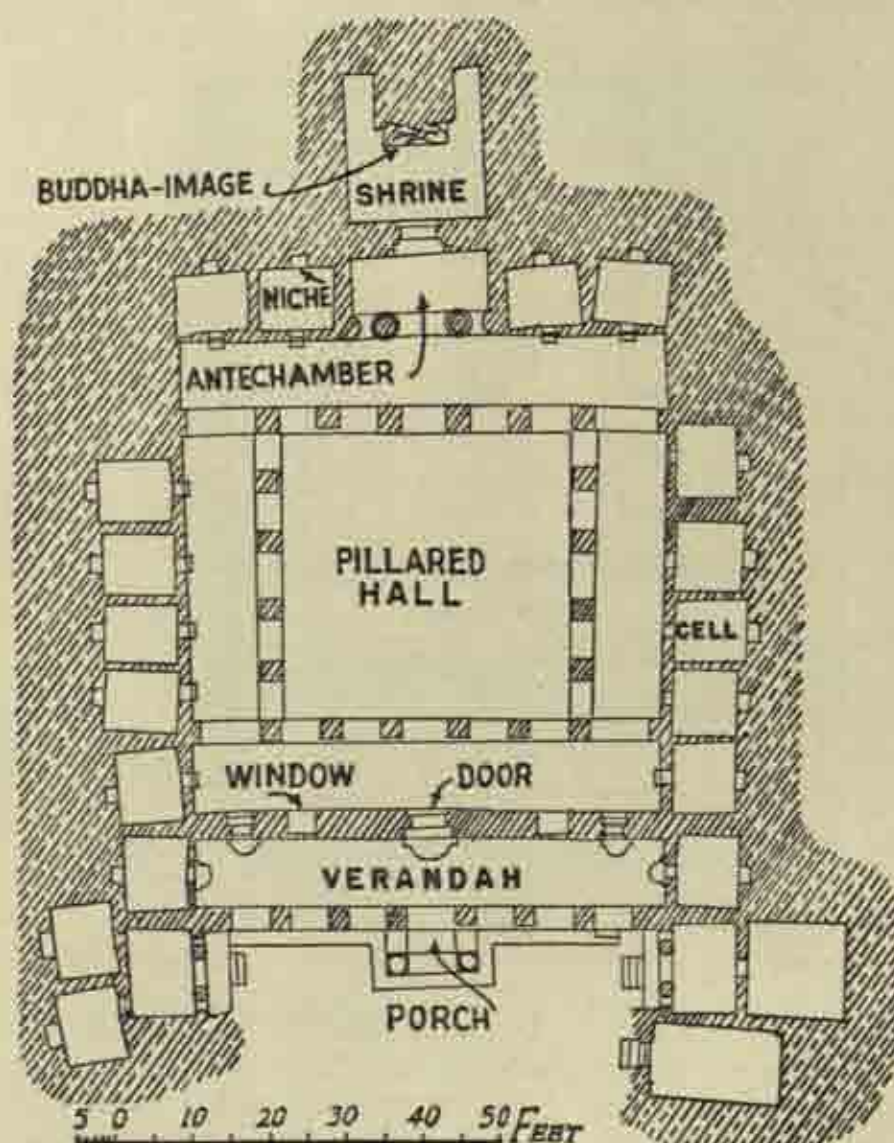 BUDDHA-IMAGE
SHRINE
NICHE
ANTECHAMBER
PILLARED
HALL
CELL
WINDOW
DOOR
VERANDAH
PORCH
5 0 10 20 30 40 50 FEET